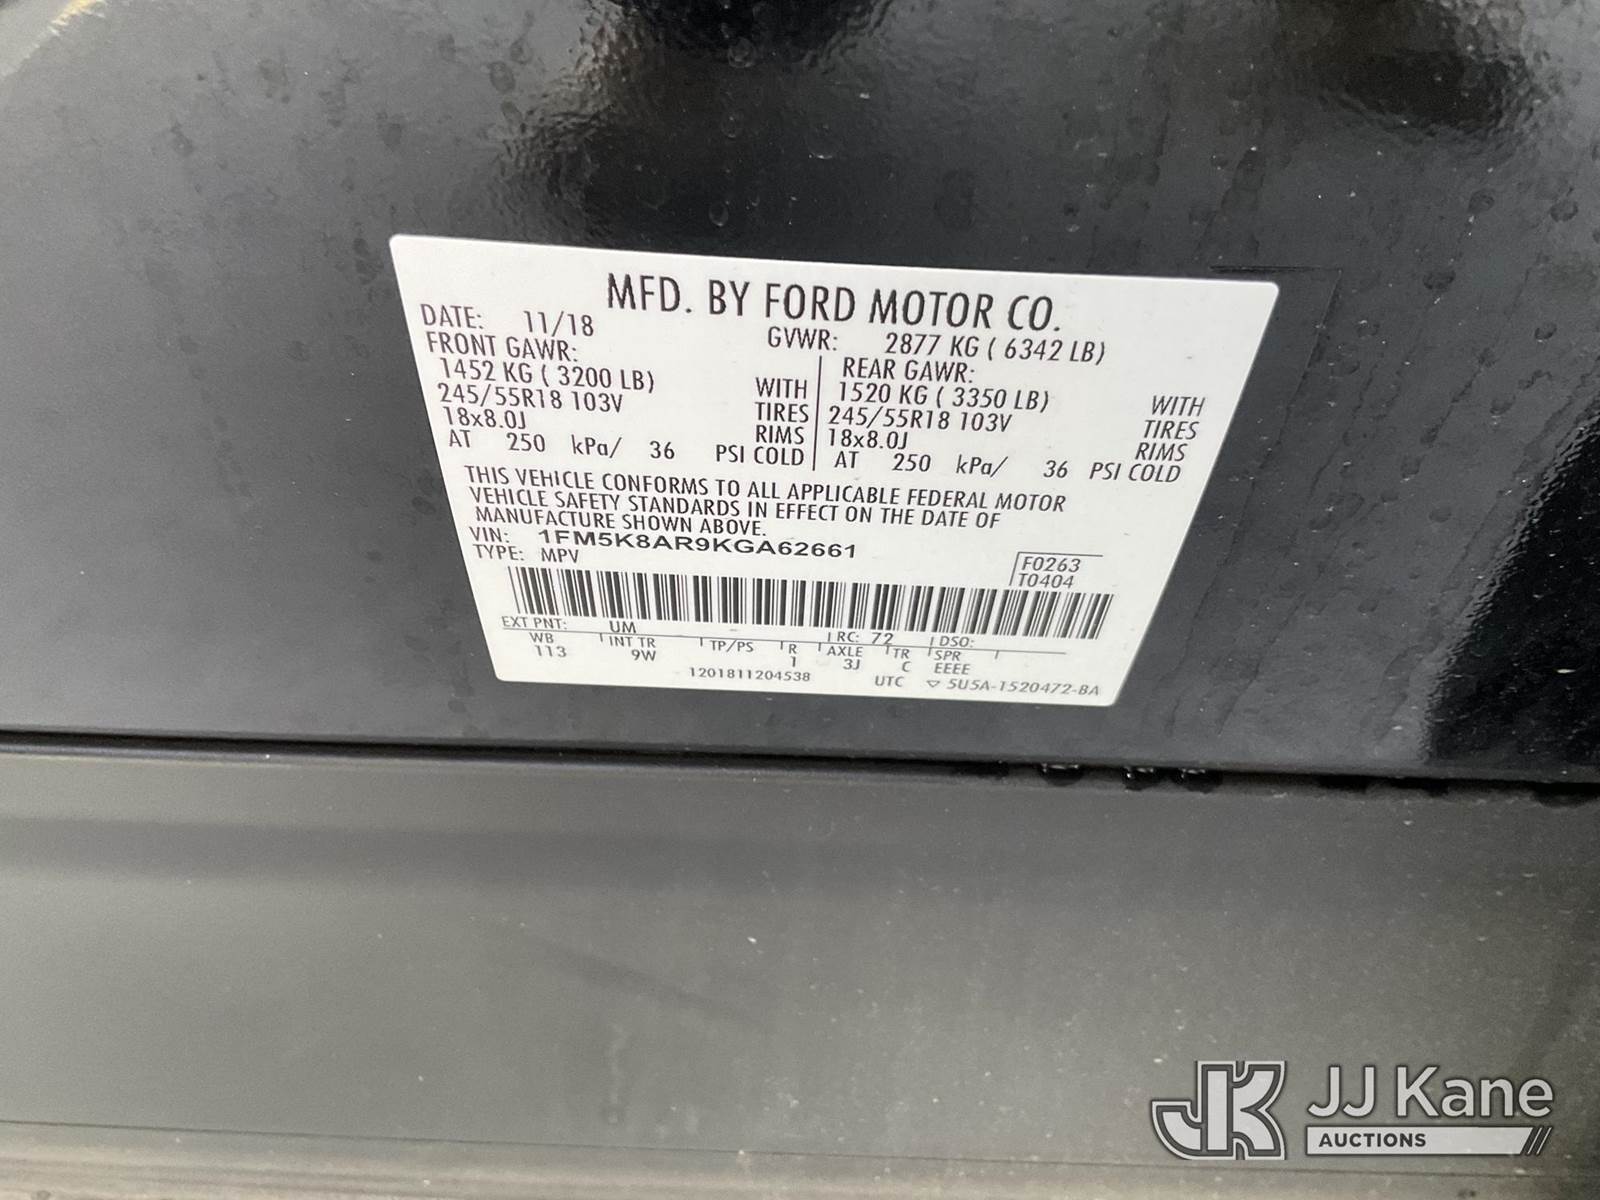 MFD. BY FORD MOTOR CO.
DATE: 11/18 GVWR: 2877 KG ( 6342 LB)
FRONT GAWR: REAR GAWR:
1452 KG ( 3200 LB) WITH 1520 KG ( 3350 LB) WITH
245/55R18 103V TIRES 245/55R18 103V TIRES
18x8.0J RIMS 18x8.0J RIMS
AT 250 kPa/ 36 PSI COLD AT 250 kPa/ 36 PSI COLD
THIS VEHICLE CONFORMS TO ALL APPLICABLE FEDERAL MOTOR
VEHICLE SAFETY STANDARDS IN EFFECT ON THE DATE OF
MANUFACTURE SHOWN ABOVE.
VIN: 1FM5K8AR9KGA62661
TYPE: MPV
F0263
T0404
EXT PNT: UM RC: 72 DSO:
WB INT TR TP/PS R AXLE TR SPR
113 9W 1 3J C EEEE
1201811204538 UTC ▽ 5U5A-1520472-BA
JK JJ Kane
AUCTIONS